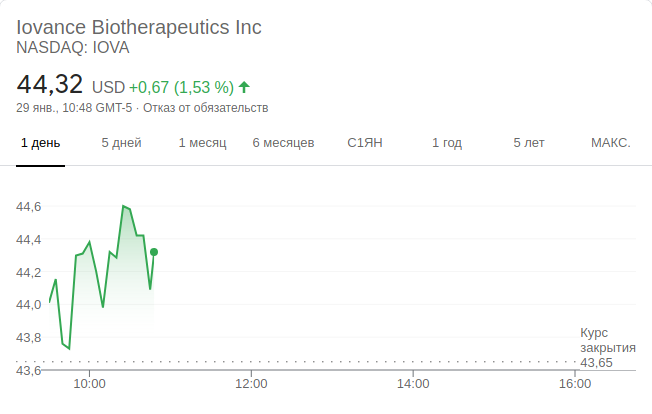 Iovance Biotherapeutics Inc
NASDAQ: IOVA
44,32 USD +0,67 (1,53 %)
29 янв., 10:48 GMT-5 · Отказ от обязательств
1 день 5 дней 1 месяц 6 месяцев С1ЯН 1 год 5 лет МАКС.
44,6
44,4
44,2
44,0
43,8
43,6
Курс
закрытия
43,65
10:00 12:00 14:00 16:00